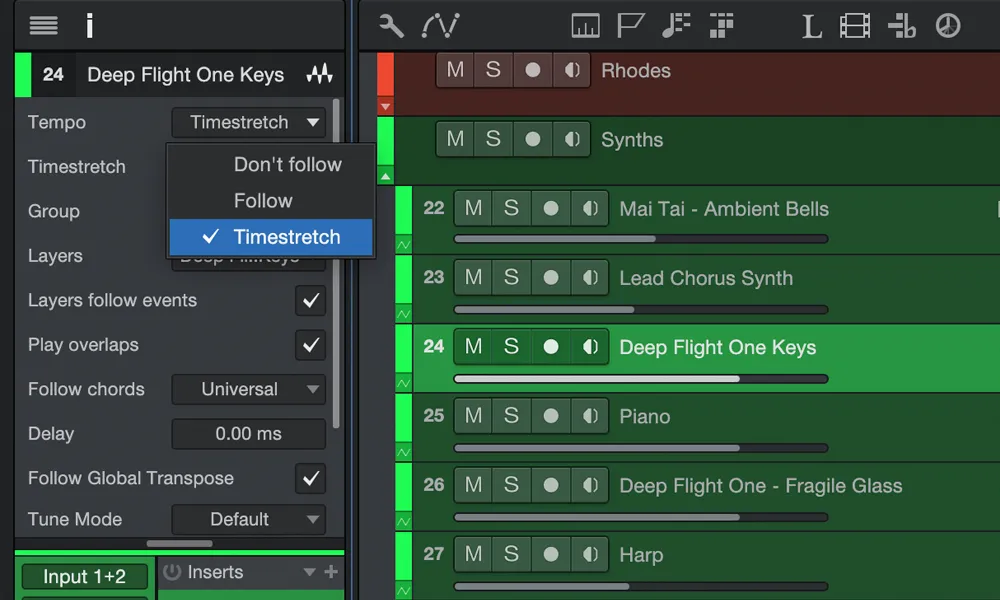 24 Deep Flight One Keys
Tempo Timestretch
Don't follow
Timestretch
Follow
Group
Timestretch
Layers
Layers follow events
Play overlaps
Follow chords Universal
Delay 0.00 ms
Follow Global Transpose
Tune Mode Default
Input 1+2 Inserts
L
M S Rhodes
M S Synths
22 M S Mai Tai - Ambient Bells
23 M S Lead Chorus Synth
24 M S Deep Flight One Keys
25 M S Piano
26 M S Deep Flight One - Fragile Glass
27 M S Harp